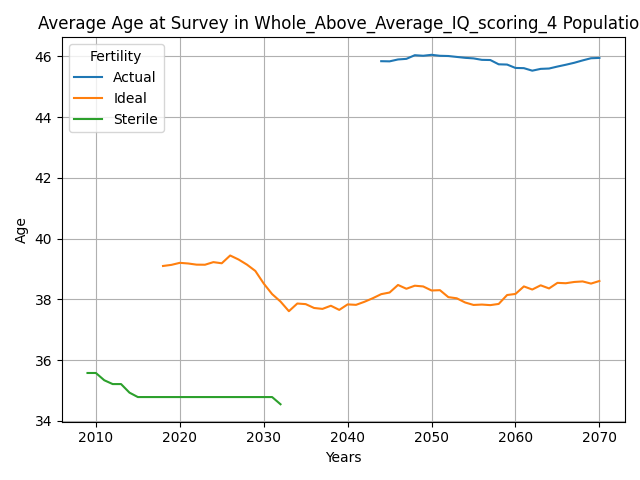 Average Age at Survey in Whole_Above_Average_IQ_scoring_4 Populatio
Fertility
Actual
Ideal
Sterile
46
44
42
40
38
36
34
Age
2010 2020 2030 2040 2050 2060 2070
Years